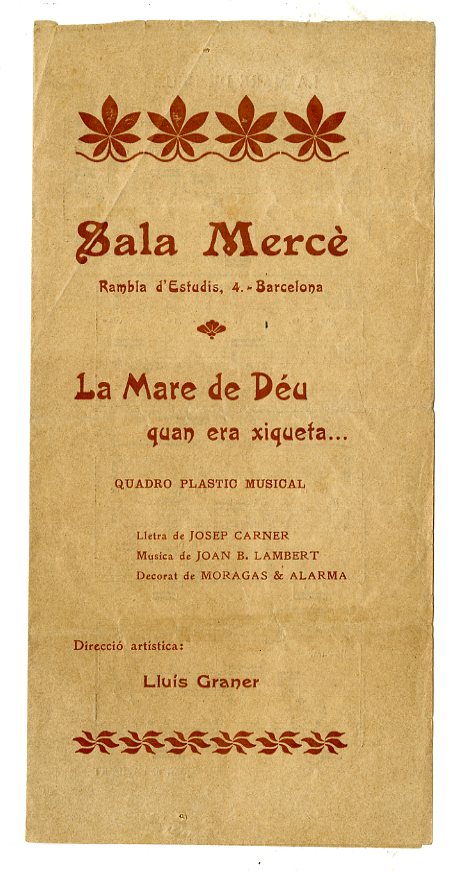 Sala Mercè
Rambla d'Estudis, 4.-Barcelona
La Mare de Déu
quan era xiqueta...
QUADRO PLASTIC MUSICAL
Lletra de JOSEP CARNER
Musica de JOAN B. LAMBERT
Decorat de MORAGAS & ALARMA
Direcció artística:
Lluís Graner